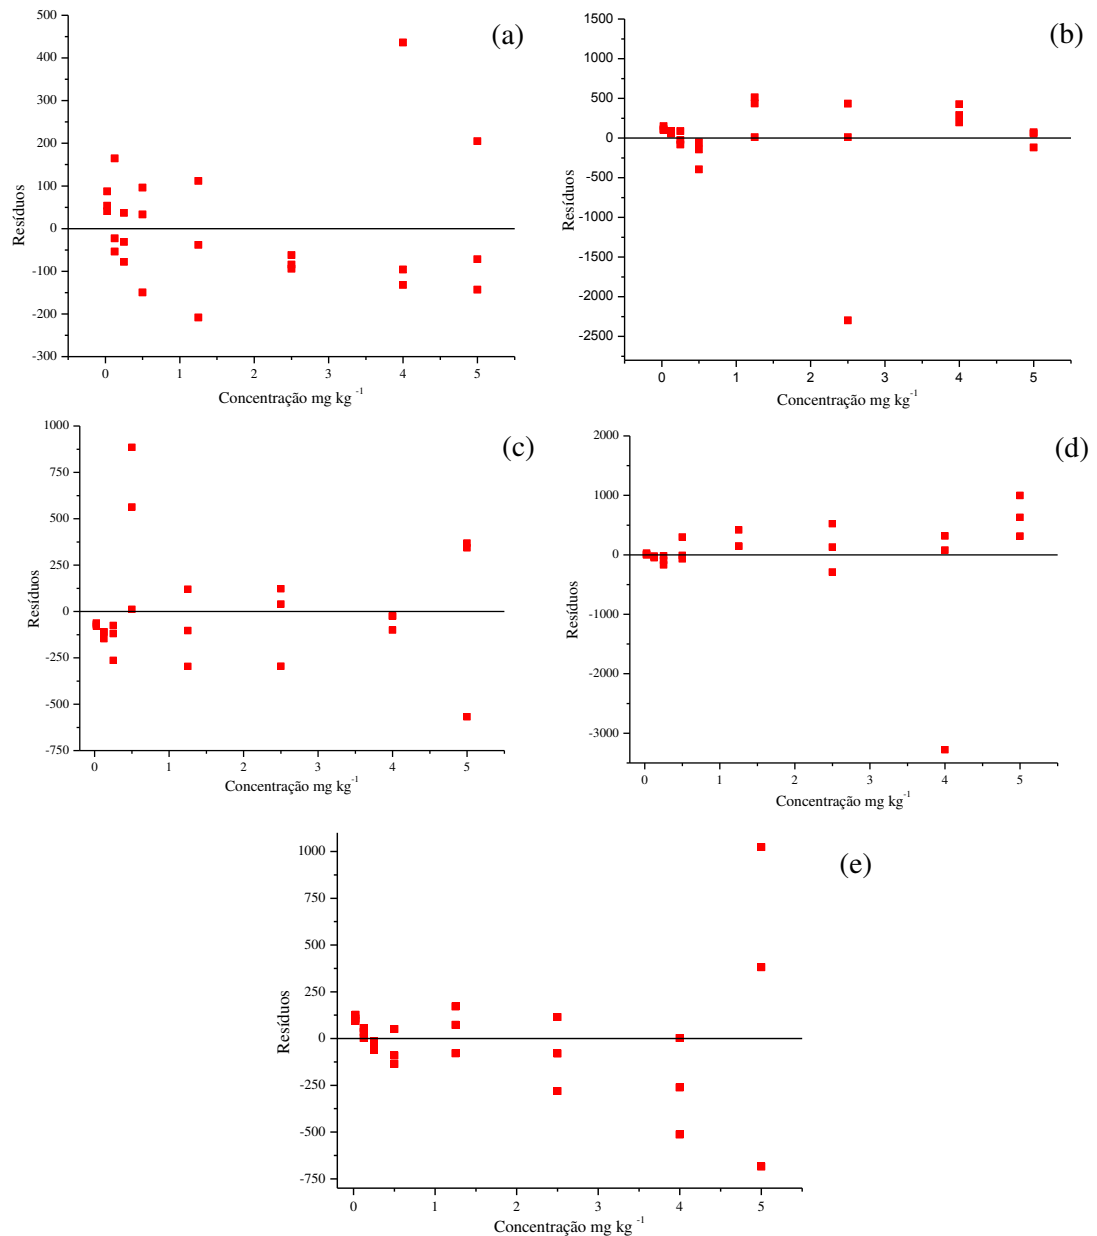 (a)
Resíduos
500
400
300
200
100
0
-100
-200
-300
0 1 2 3 4 5
Concentração mg kg⁻¹
(b)
Resíduos
1500
1000
500
0
-500
-1000
-1500
-2000
-2500
0 1 2 3 4 5
Concentração mg kg⁻¹
(c)
Resíduos
1000
750
500
250
0
-250
-500
-750
0 1 2 3 4 5
Concentração mg kg⁻¹
(d)
Resíduos
2000
1000
0
-1000
-2000
-3000
0 1 2 3 4 5
Concentração mg kg⁻¹
(e)
Resíduos
1000
750
500
250
0
-250
-500
-750
0 1 2 3 4 5
Concentração mg kg⁻¹